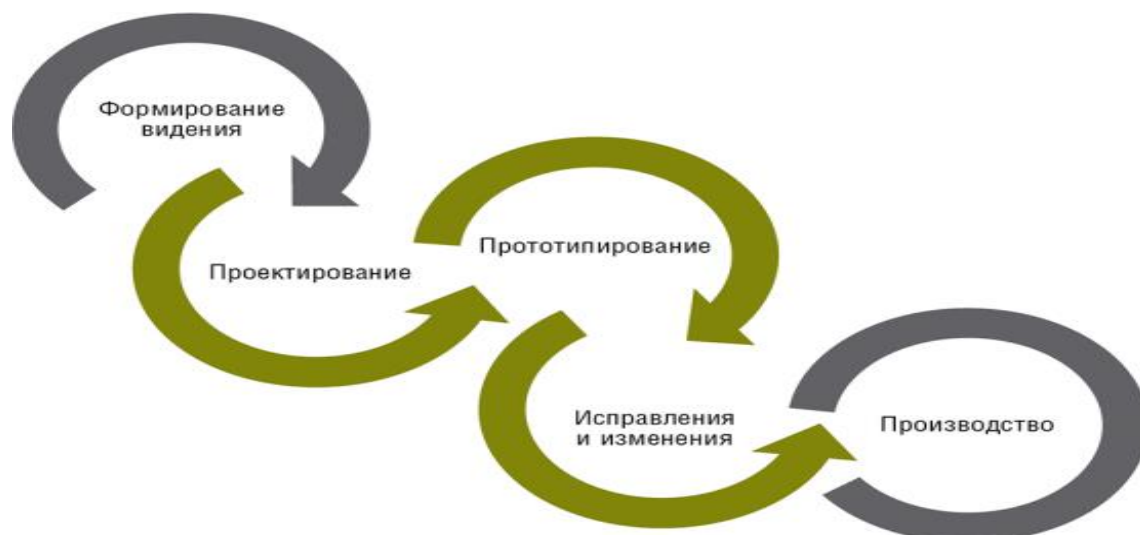 Формирование
видения
Прототипирование
Проектирование
Исправления
и изменения
Производство